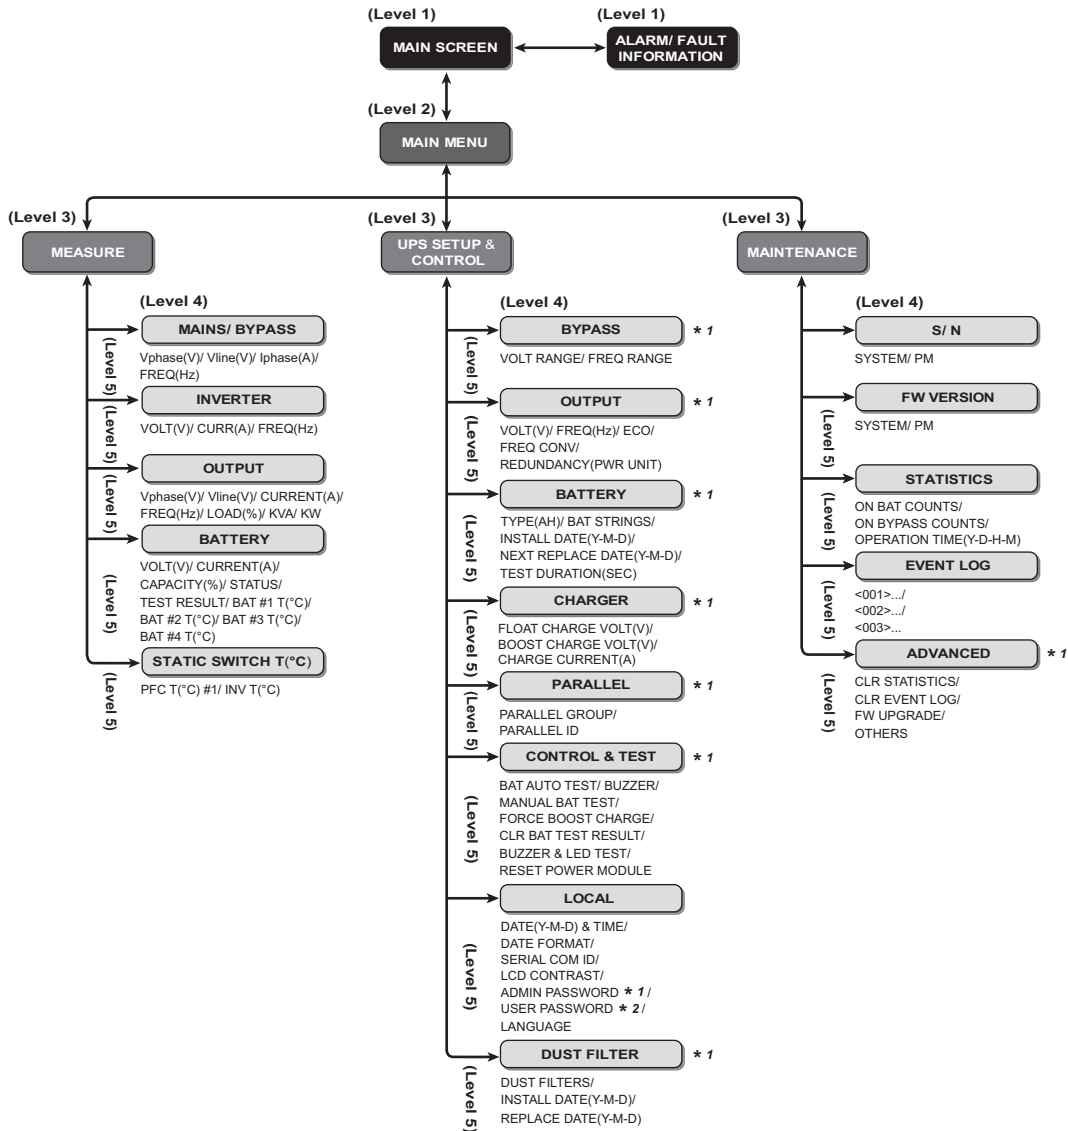 (Level 1)
(Level 1)
MAIN SCREEN
ALARM/ FAULT
INFORMATION
(Level 2)
MAIN MENU
(Level 3)
MEASURE
(Level 4)
MAINS/ BYPASS
(Level 5)
Vphase(V)/ Vline(V)/ Iphase(A)/
FREQ(Hz)
INVERTER
(Level 5)
VOLT(V)/ CURR(A)/ FREQ(Hz)
OUTPUT
(Level 5)
Vphase(V)/ Vline(V)/ CURRENT(A)/
FREQ(Hz)/ LOAD(%)/ KVA/ KW
BATTERY
(Level 5)
VOLT(V)/ CURRENT(A)/
CAPACITY(%)/ STATUS/
TEST RESULT/ BAT #1 T(°C)/
BAT #2 T(°C)/ BAT #3 T(°C)/
BAT #4 T(°C)
STATIC SWITCH T(°C)
(Level 5)
PFC T(°C) #1/ INV T(°C)
(Level 3)
UPS SETUP &
CONTROL
(Level 4)
BYPASS * 1
(Level 5)
VOLT RANGE/ FREQ RANGE
OUTPUT * 1
(Level 5)
VOLT(V)/ FREQ(Hz)/ ECO/
FREQ CONV/
REDUNDANCY(PWR UNIT)
BATTERY * 1
(Level 5)
TYPE(AH)/ BAT STRINGS/
INSTALL DATE(Y-M-D)/
NEXT REPLACE DATE(Y-M-D)/
TEST DURATION(SEC)
CHARGER * 1
(Level 5)
FLOAT CHARGE VOLT(V)/
BOOST CHARGE VOLT(V)/
CHARGE CURRENT(A)
PARALLEL * 1
(Level 5)
PARALLEL GROUP/
PARALLEL ID
CONTROL & TEST * 1
(Level 5)
BAT AUTO TEST/ BUZZER/
MANUAL BAT TEST/
FORCE BOOST CHARGE/
CLR BAT TEST RESULT/
BUZZER & LED TEST/
RESET POWER MODULE
LOCAL
(Level 5)
DATE(Y-M-D) & TIME/
DATE FORMAT/
SERIAL COM ID/
LCD CONTRAST/
ADMIN PASSWORD * 1 /
USER PASSWORD * 2 /
LANGUAGE
DUST FILTER * 1
(Level 5)
DUST FILTERS/
INSTALL DATE(Y-M-D)/
REPLACE DATE(Y-M-D)
(Level 3)
MAINTENANCE
(Level 4)
S/ N
SYSTEM/ PM
FW VERSION
(Level 5)
SYSTEM/ PM
STATISTICS
(Level 5)
ON BAT COUNTS/
ON BYPASS COUNTS/
OPERATION TIME(Y-D-H-M)
EVENT LOG
(Level 5)
<001>.../
<002>.../
<003>...
ADVANCED * 1
(Level 5)
CLR STATISTICS/
CLR EVENT LOG/
FW UPGRADE/
OTHERS